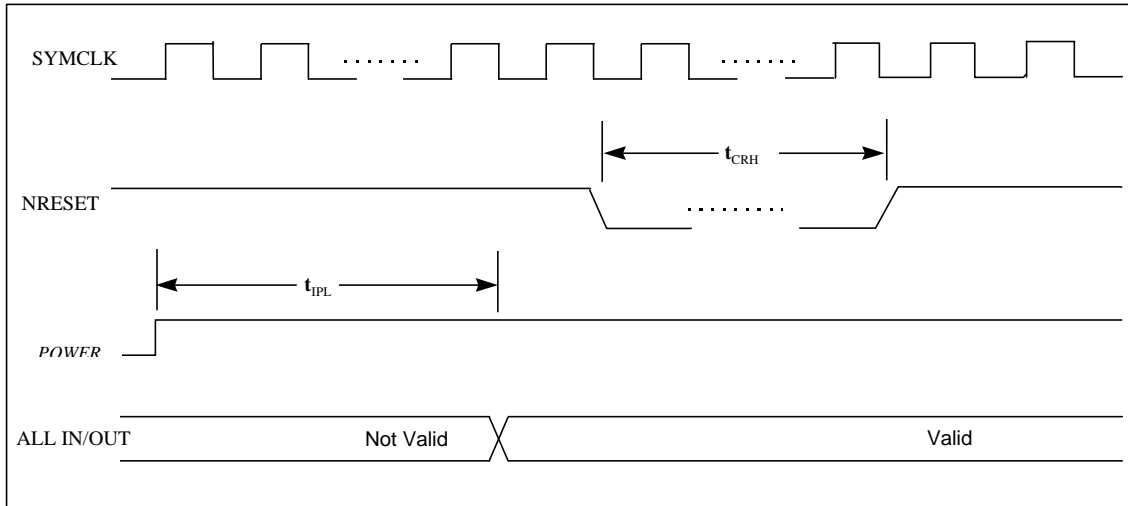 SYMCLK
tCRH
NRESET
tIPL
POWER
ALL IN/OUT Not Valid Valid